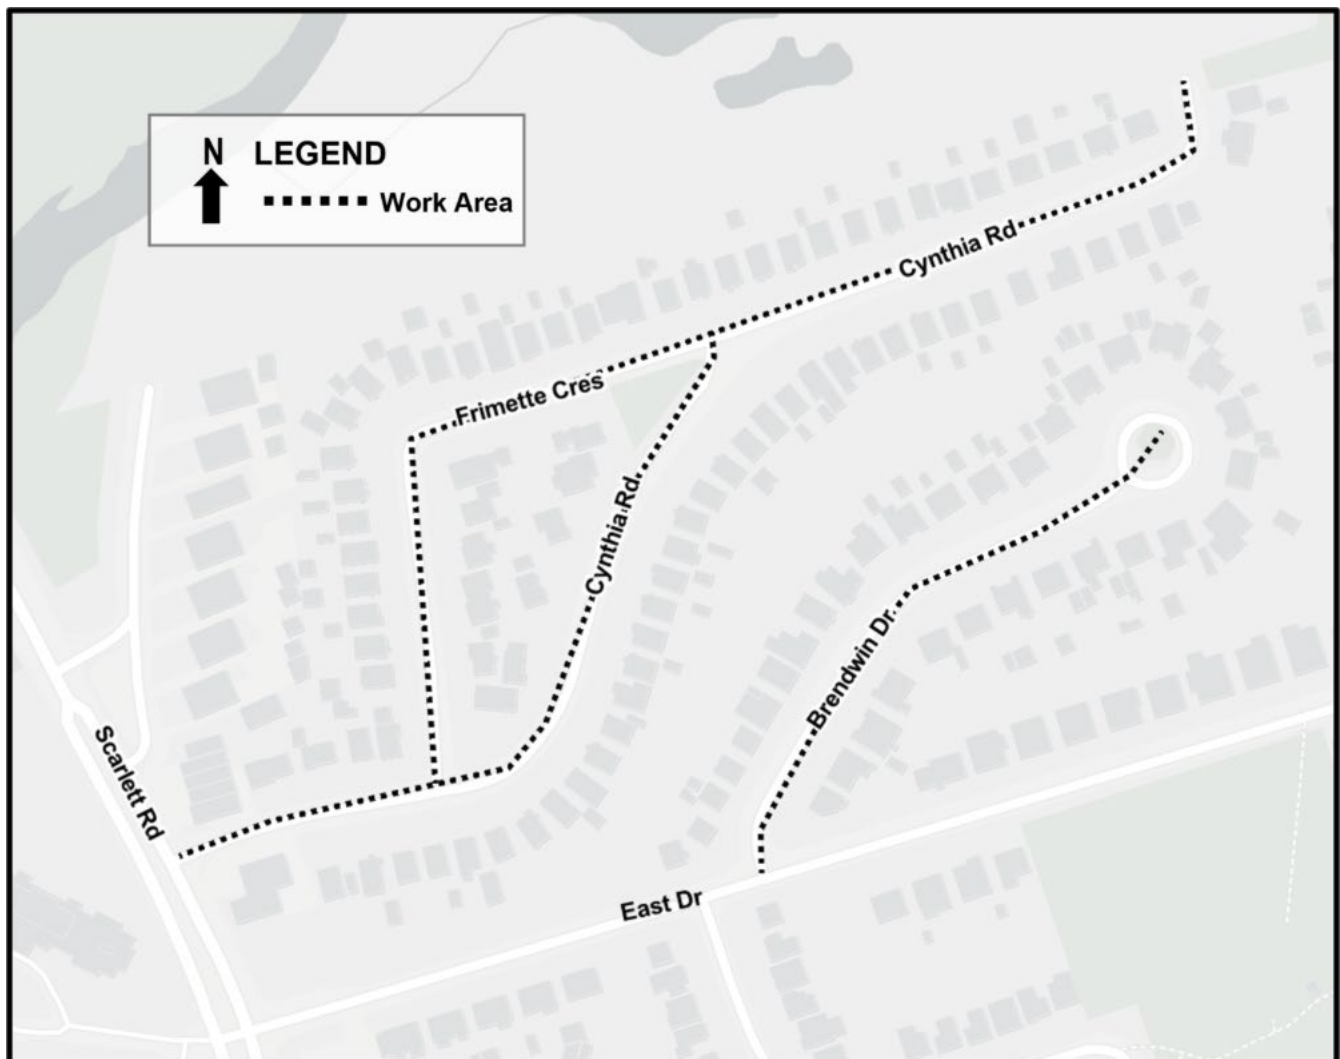 N LEGEND
Work Area
Cynthia Rd
Frimette Cres
Cynthia Rd
Brendwin Dr
Scarlett Rd
East Dr